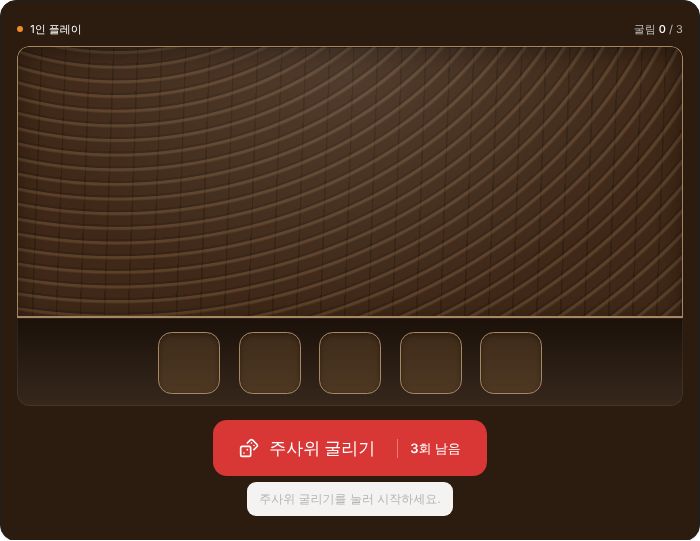 1인 플레이
굴림 0 / 3
주사위 굴리기
3회 남음
주사위 굴리기를 눌러 시작하세요.